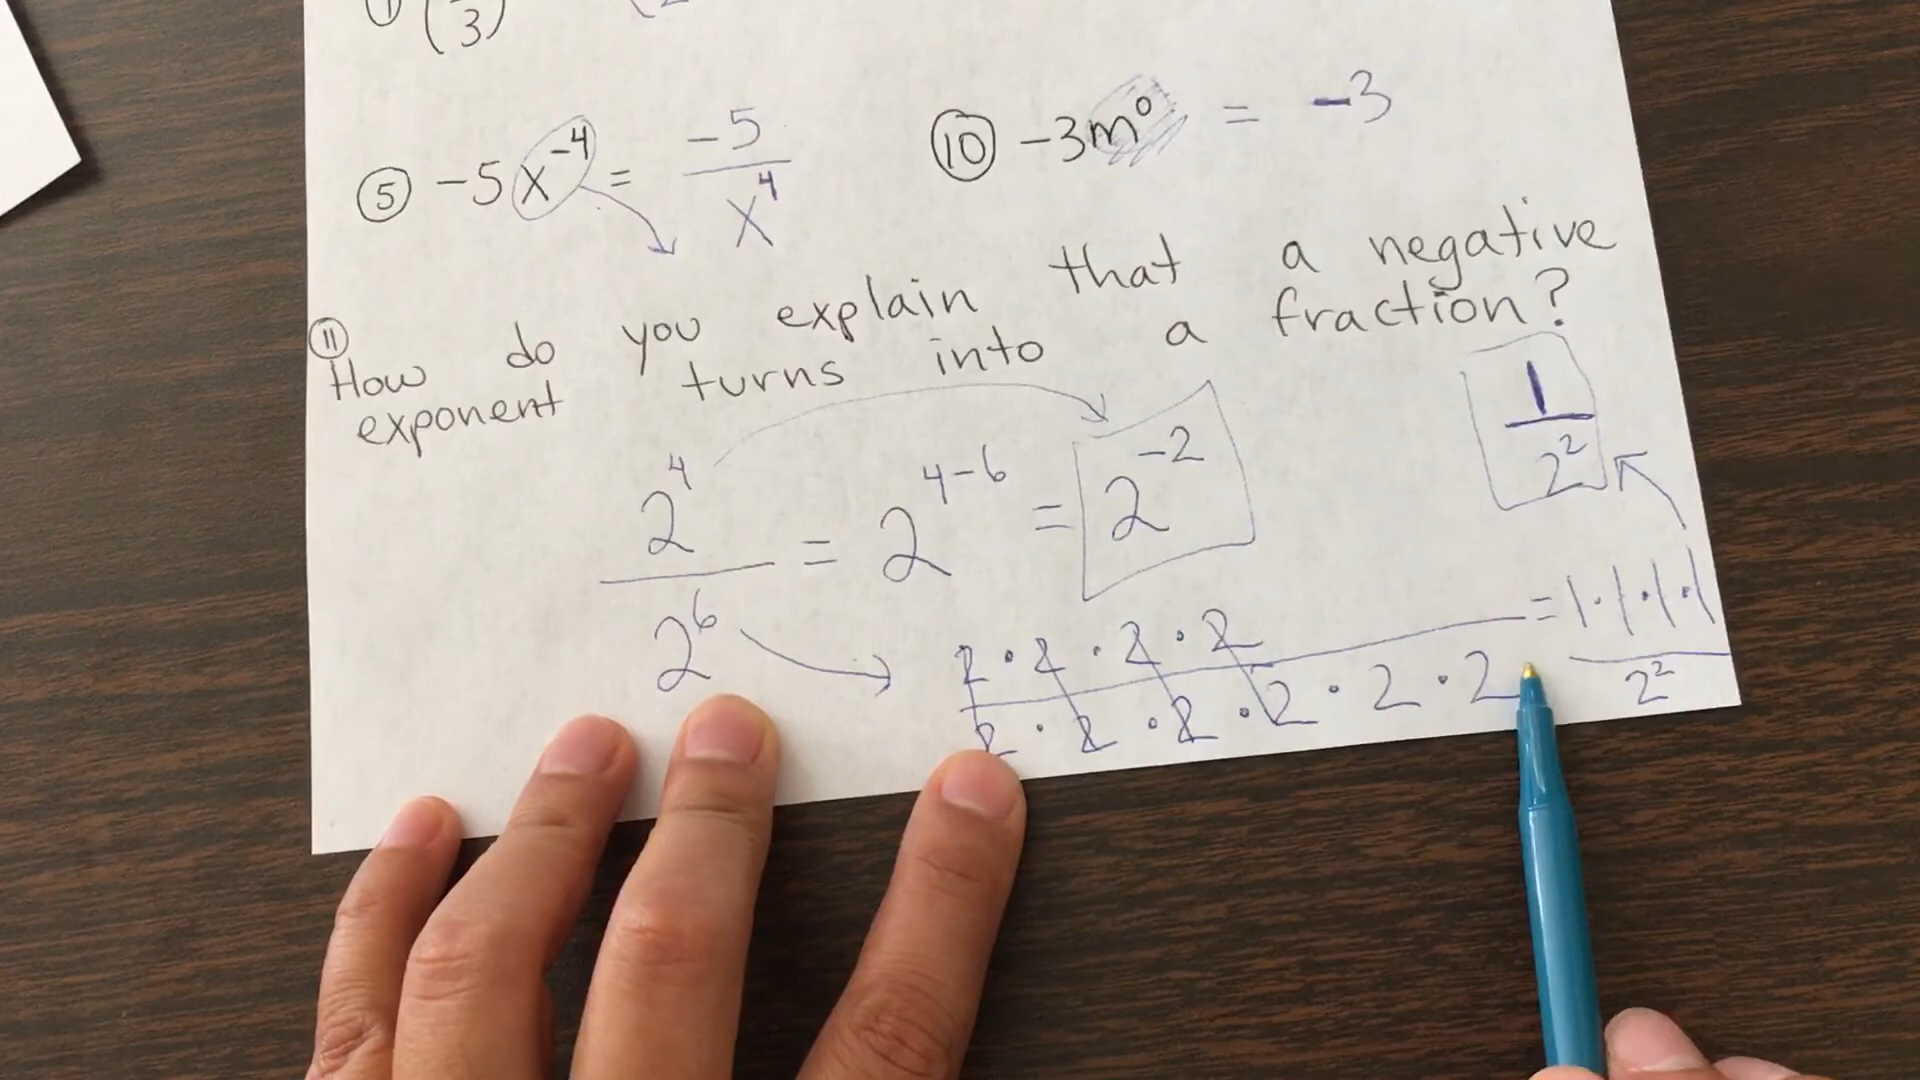 ① (‾/3)
⑤ -5x⁻⁴ = -5/x⁴
⑩ -3m⁰ = -3
⑪ How do you explain that a negative
exponent turns into a fraction?
2⁴/2⁶ = 2⁴⁻⁶ = 2⁻²
1/2²
2·2·2·2/2·2·2·2·2·2 = 1·1·1·1/2²